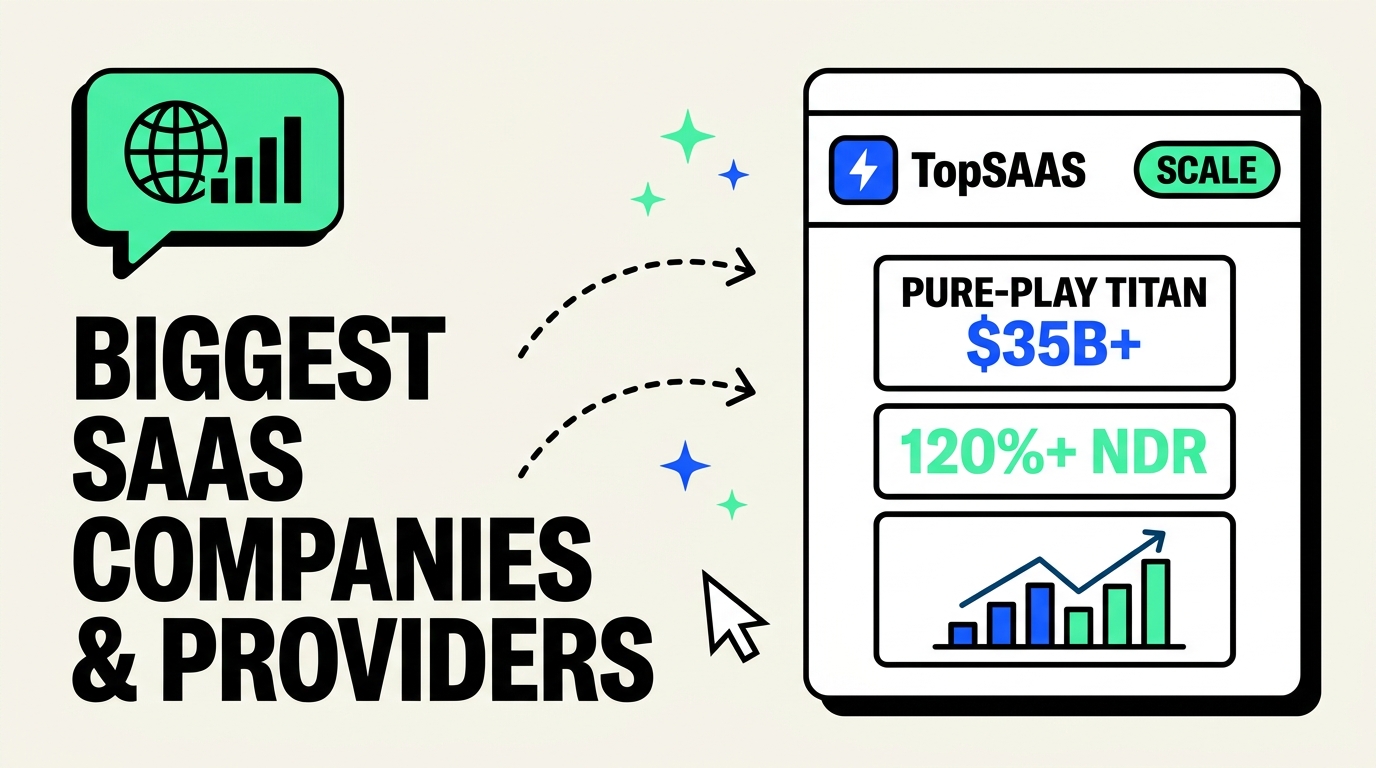 BIGGEST
SAAS
COMPANIES
& PROVIDERS
TopSAAS
SCALE
PURE-PLAY TITAN
$35B+
120%+ NDR